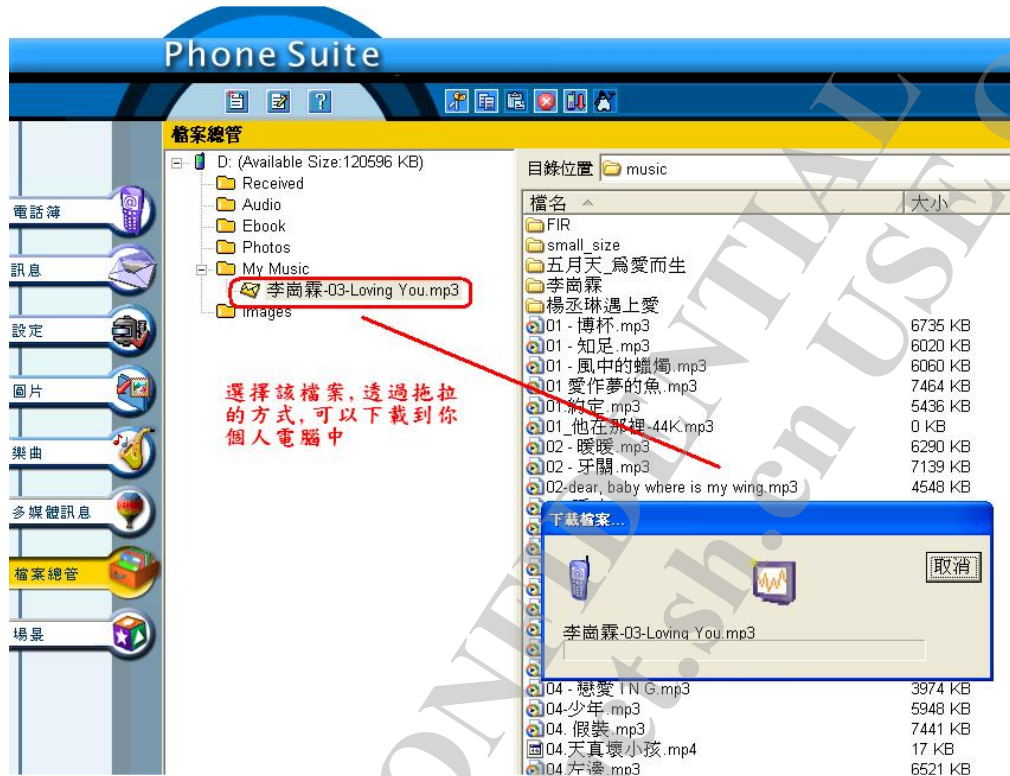 Phone Suite
檔案總管
D: (Available Size:120596 KB)
Received
Audio
Ebook
Photos
My Music
李崗霖-03-Loving You.mp3
Images
選擇該檔案,透過拖拉
的方式,可以下載到你
個人電腦中
電話簿
訊息
設定
圖片
樂曲
多媒體訊息
檔案總管
場景
目錄位置 music
檔名 大小
FIR
small_size
五月天_為愛而生
李崗霖
楊丞琳遇上愛
01 - 博杯.mp3 6735 KB
01 - 知足.mp3 6020 KB
01 - 風中的蠟燭.mp3 6060 KB
01 愛作夢的魚.mp3 7464 KB
01.約定.mp3 5436 KB
01_他在那裡-44K.mp3 0 KB
02 - 暖暖.mp3 6290 KB
02 - 牙關.mp3 7139 KB
02-dear, baby where is my wing.mp3 4548 KB
下載檔案...
取消
李崗霖-03-Loving You.mp3
04 - 戀愛 I N G.mp3 3974 KB
04-少年.mp3 5948 KB
04. 假裝.mp3 7441 KB
04.天真壞小孩.mp4 17 KB
04.左邊.mp3 6521 KB